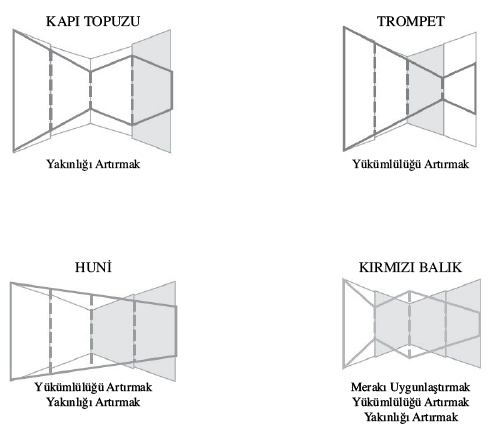 KAPI TOPUZU
Yakınlığı Artırmak
TROMPET
Yükümlülüğü Artırmak
HUNİ
Yükümlülüğü Artırmak
Yakınlığı Artırmak
KIRMIZI BALIK
Merakı Uygunlaştırmak
Yükümlülüğü Artırmak
Yakınlığı Artırmak